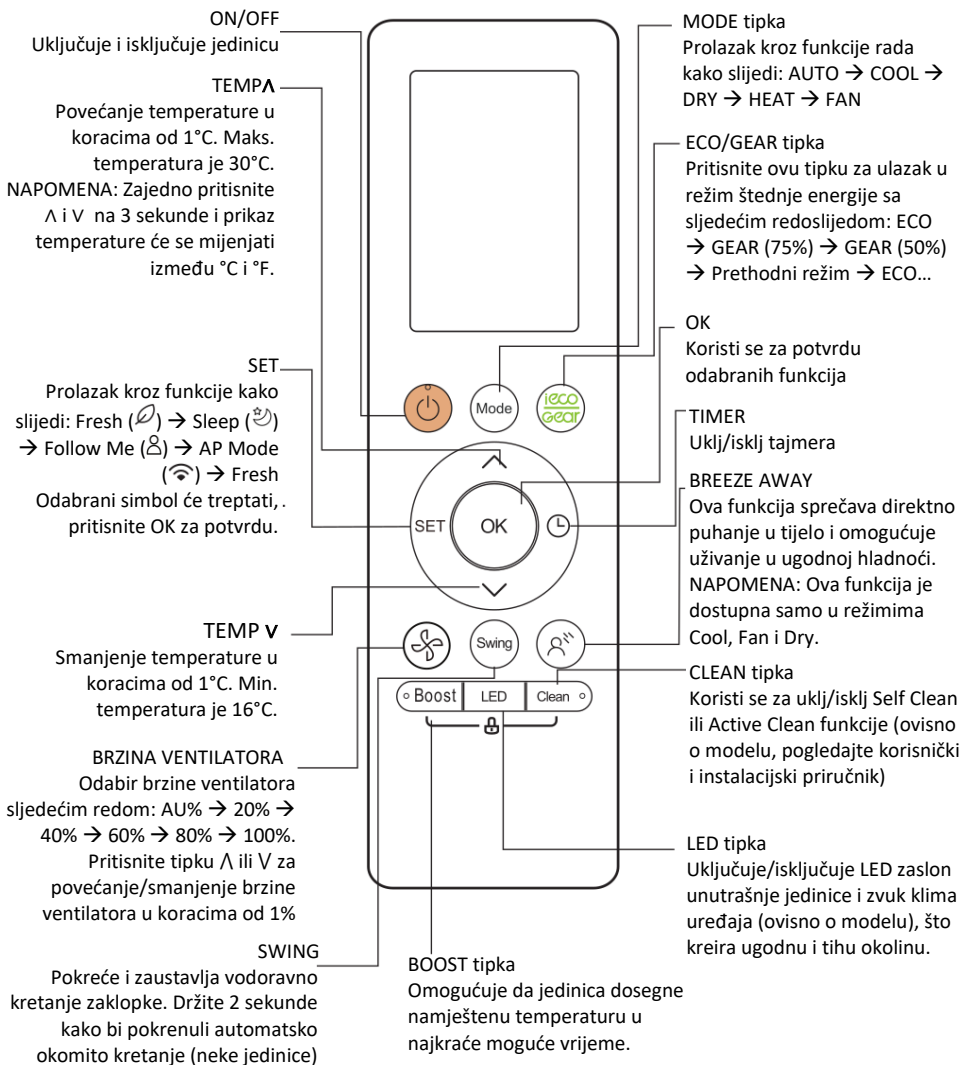 ON/OFF
Uključuje i isključuje jedinicu
TEMPΛ
Povećanje temperature u
koracima od 1°C. Maks.
temperatura je 30°C.
NAPOMENA: Zajedno pritisnite
Λ i V na 3 sekunde i prikaz
temperature će se mijenjati
između °C i °F.
SET
Prolazak kroz funkcije kako
slijedi: Fresh () → Sleep ()
→ Follow Me () → AP Mode
() → Fresh
Odabrani simbol će treptati, .
pritisnite OK za potvrdu.
TEMP V
Smanjenje temperature u
koracima od 1°C. Min.
temperatura je 16°C.
BRZINA VENTILATORA
Odabir brzine ventilatora
sljedećim redom: AU% → 20% →
40% → 60% → 80% → 100%.
Pritisnite tipku Λ ili V za
povećanje/smanjenje brzine
ventilatora u koracima od 1%
SWING
Pokreće i zaustavlja vodoravno
kretanje zaklopke. Držite 2 sekunde
kako bi pokrenuli automatsko
okomito kretanje (neke jedinice)
Mode
ieco
Gear
SET
OK
Swing
Boost
LED
Clean
BOOST tipka
Omogućuje da jedinica dosegne
namještenu temperaturu u
najkraće moguće vrijeme.
MODE tipka
Prolazak kroz funkcije rada
kako slijedi: AUTO → COOL →
DRY → HEAT → FAN
ECO/GEAR tipka
Pritisnite ovu tipku za ulazak u
režim štednje energije sa
sljedećim redoslijedom: ECO
→ GEAR (75%) → GEAR (50%)
→ Prethodni režim → ECO…
OK
Koristi se za potvrdu
odabranih funkcija
TIMER
Uklj/isklj tajmera
BREEZE AWAY
Ova funkcija sprečava direktno
puhanje u tijelo i omogućuje
uživanje u ugodnoj hladnoći.
NAPOMENA: Ova funkcija je
dostupna samo u režimima
Cool, Fan i Dry.
CLEAN tipka
Koristi se za uklj/isklj Self Clean
ili Active Clean funkcije (ovisno
o modelu, pogledajte korisnički
i instalacijski priručnik)
LED tipka
Uključuje/isključuje LED zaslon
unutrašnje jedinice i zvuk klima
uređaja (ovisno o modelu), što
kreira ugodnu i tihu okolinu.